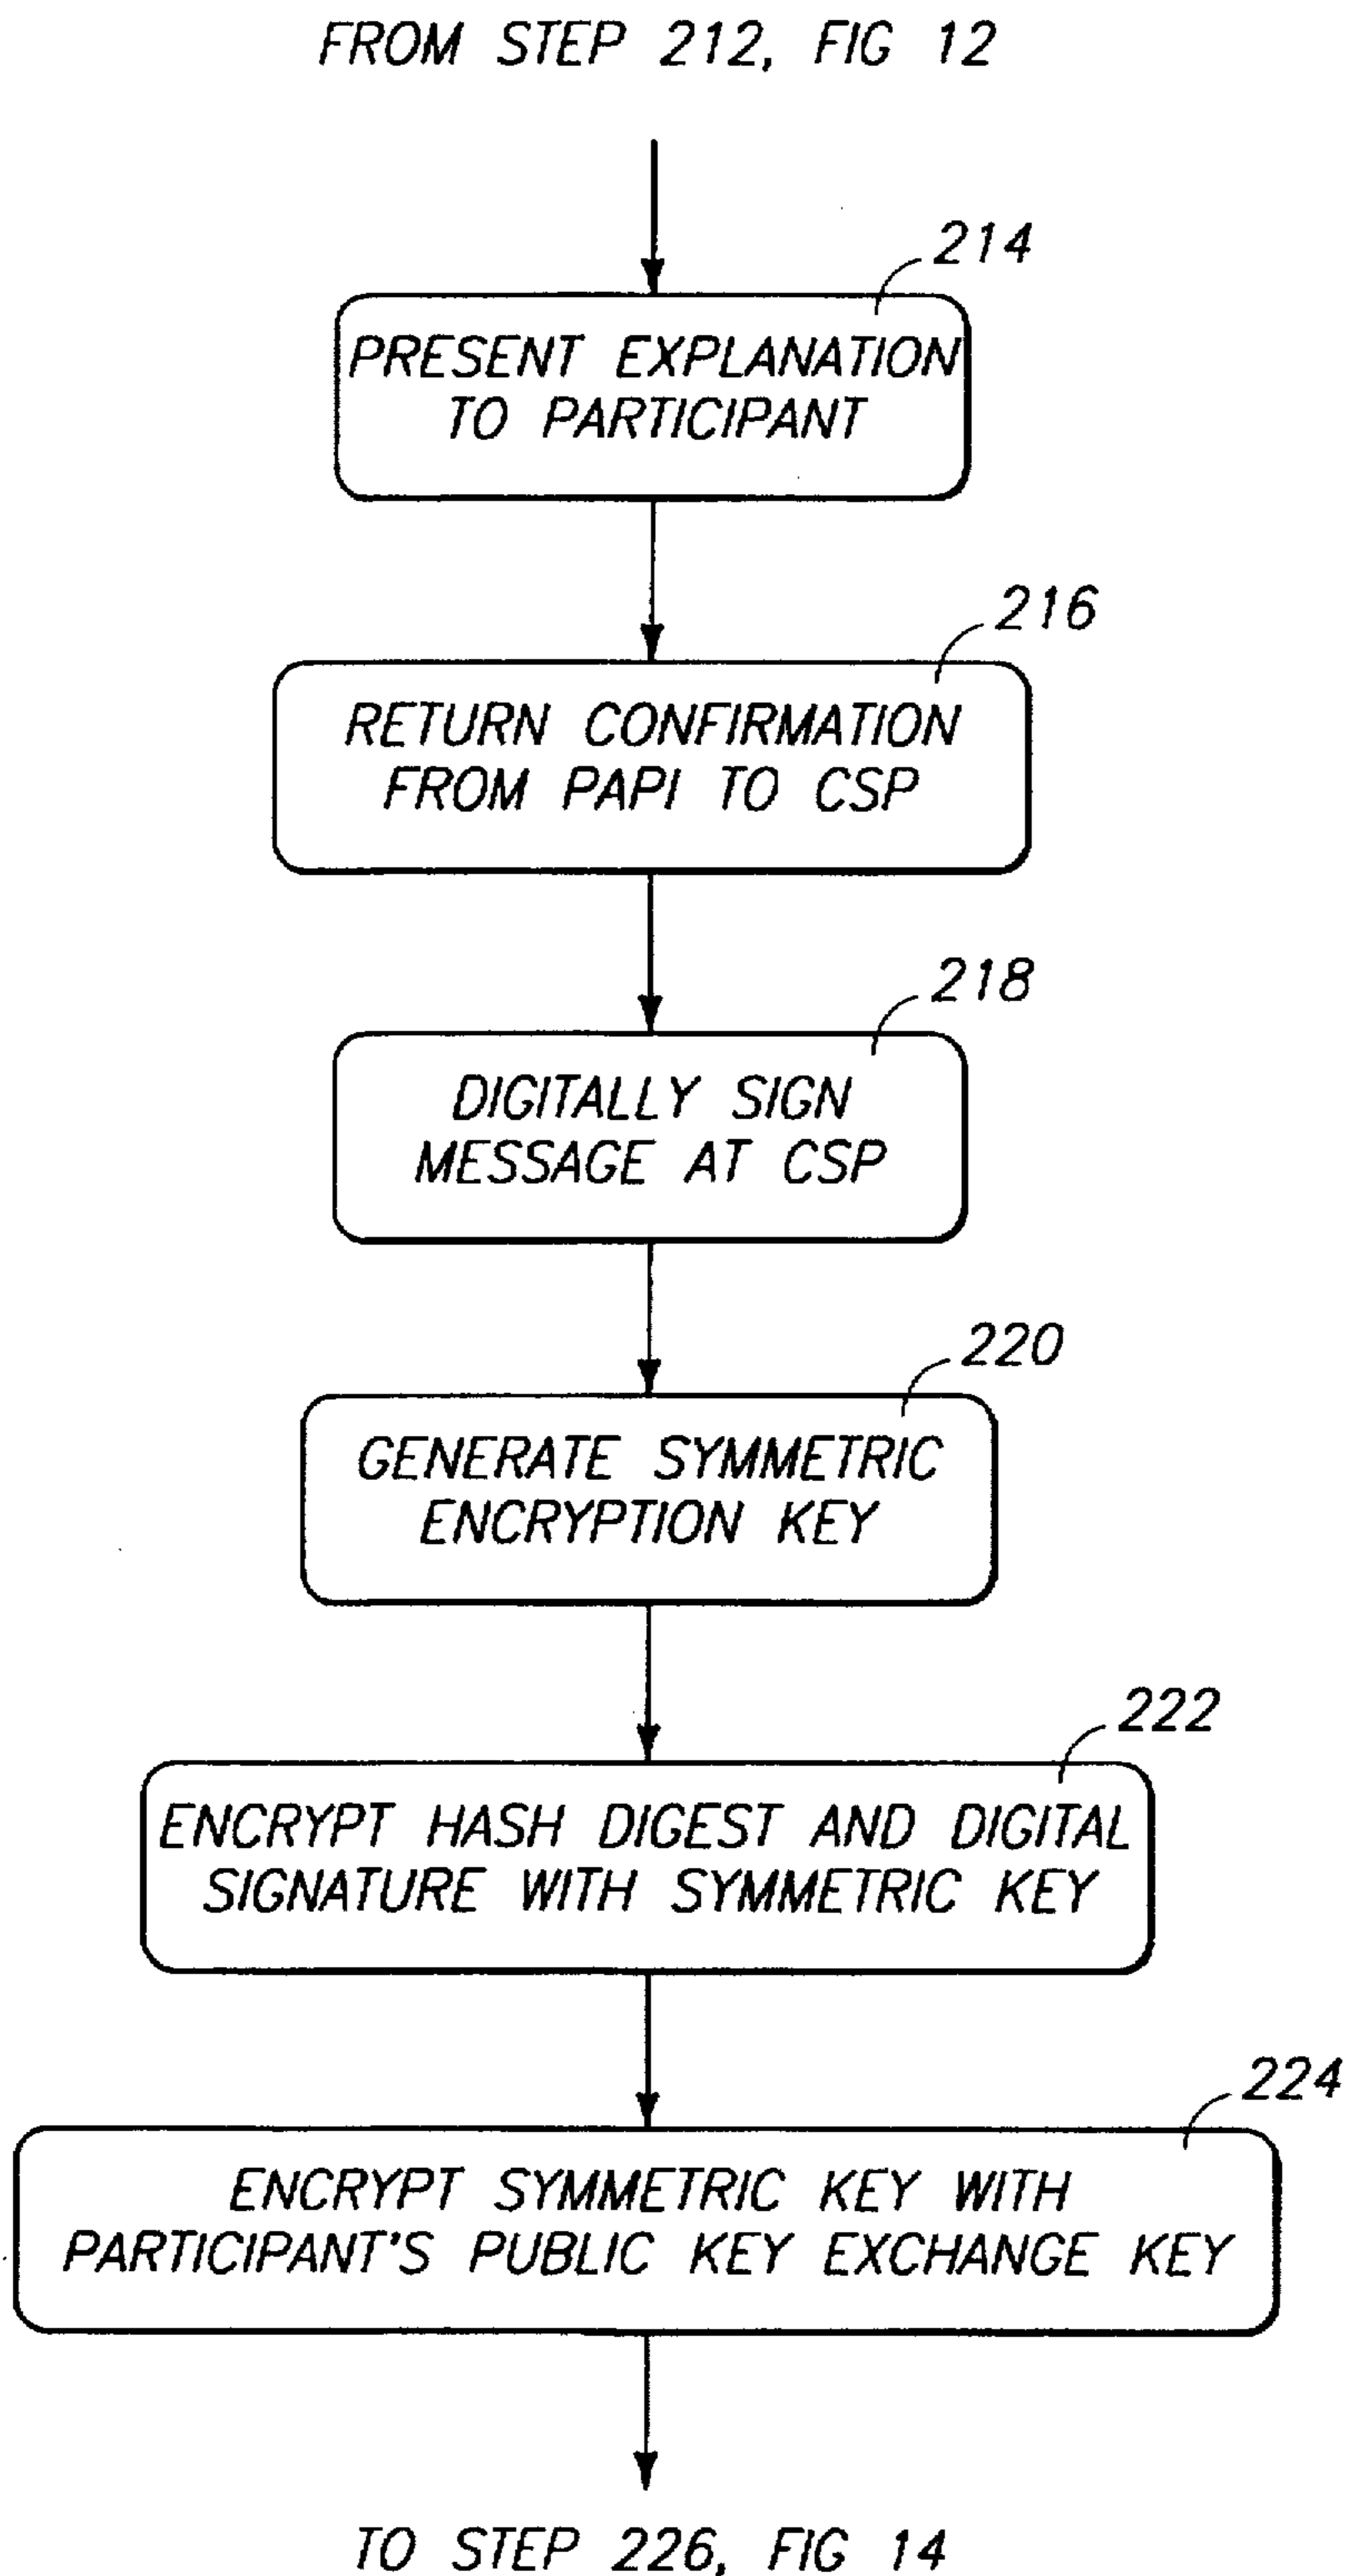 FROM STEP 212, FIG 12
214
PRESENT EXPLANATION
TO PARTICIPANT
216
RETURN CONFIRMATION
FROM PAPI TO CSP
218
DIGITALLY SIGN
MESSAGE AT CSP
220
GENERATE SYMMETRIC
ENCRYPTION KEY
222
ENCRYPT HASH DIGEST AND DIGITAL
SIGNATURE WITH SYMMETRIC KEY
224
ENCRYPT SYMMETRIC KEY WITH
PARTICIPANT'S PUBLIC KEY EXCHANGE KEY
TO STEP 226, FIG 14